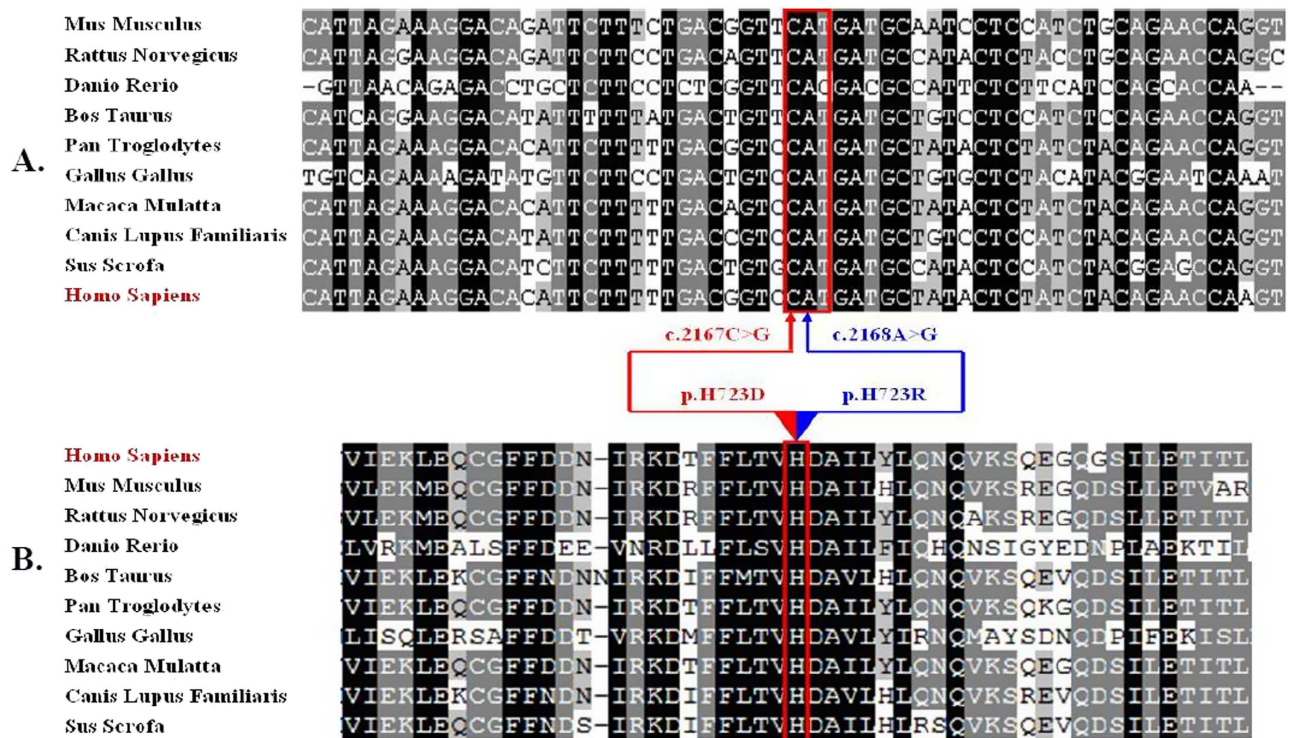 A.
Mus Musculus CATTAGAAAGGACAGATTCTTTCTGACGGTTCATGATGCAATCCTCCATCTGCAGAACCAGGT
Rattus Norvegicus CATTAGGAAGGACAGATTCTTCCTGACAGTTCATGATGCCATACTCTACCTGCAGAACCAGGC
Danio Rerio -GTTAACAGAGACCTGCTCTTCCTCTCGGTTCACGACGCCATTCTCTTCATCCAGCACCAA--
Bos Taurus CATCAGGAAGGACATATTTTTTATGACTGTTCATGATGCTGTCCTCCATCTCCAGAACCAGGT
Pan Troglodytes CATTAGAAAGGACACATTCTTTTTGACGGTCCATGATGCTATACTCTATCTACAGAACCAGGT
Gallus Gallus TGTCAGAAAAGATATGTTCTTCCTGACTGTCCATGATGCTGTGCTCTACATACGGAATCAAAT
Macaca Mulatta CATTAGAAAGGACACATTCTTTTTGACAGTCCATGATGCTATACTCTATCTACAGAACCAGGT
Canis Lupus Familiaris CATTAGAAAGGACATATTCTTTTTGACCGTCCATGATGCTGTCCTCCATCTACAGAACCAGGT
Sus Scrofa CATTAGAAAGGACATCTTCTTTTTGACTGTGCATGATGCCATACTCCATCTACGGAGCCAGGT
Homo Sapiens CATTAGAAAGGACACATTCTTTTTGACGGTCCATGATGCTATACTCTATCTACAGAACCAAGT
c.2167C>G c.2168A>G
p.H723D p.H723R
B.
Homo Sapiens VIEKLEQCGFFDDN-IRKDTFFLTVHDAILYLQNQVKSQEGQGSILETITL
Mus Musculus VLEKMEQCGFFDDN-IRKDRFFLTVHDAILHLQNQVKSREGQDSLLETVAR
Rattus Norvegicus VLEKMEQCGFFDDN-IRKDRFFLTVHDAILYLQNQAKSREGQDSLLETITL
Danio Rerio LVRKMEALSFFDEE-VNRDLLFLSVHDAILFIQHQNSIGYEDNPLAEKTIL
Bos Taurus VIEKLEKCGFFNDNNIRKDIFFMTVHDAVLHLQNQVKSQEVQDSILETITL
Pan Troglodytes VIEKLEQCGFFDDN-IRKDTFFLTVHDAILYLQNQVKSQKGQDSILETITL
Gallus Gallus LISQLERSAFFDDT-VRKDMFFLTVHDAVLYIRNQMAYSDNQDPIFEKISL
Macaca Mulatta VIEKLEQCGFFDDN-IRKDTFFLTVHDAILYLQNQVKSQEGQDSILETITL
Canis Lupus Familiaris VIEKLEKCGFFNDN-IRKDIFFLTVHDAVLHLQNQVKSREVQDSILETITL
Sus Scrofa VIEKLEQCGFFNDS-IRKDIFFLTVHDAILHLRSQVKSQEVQDSILETITL